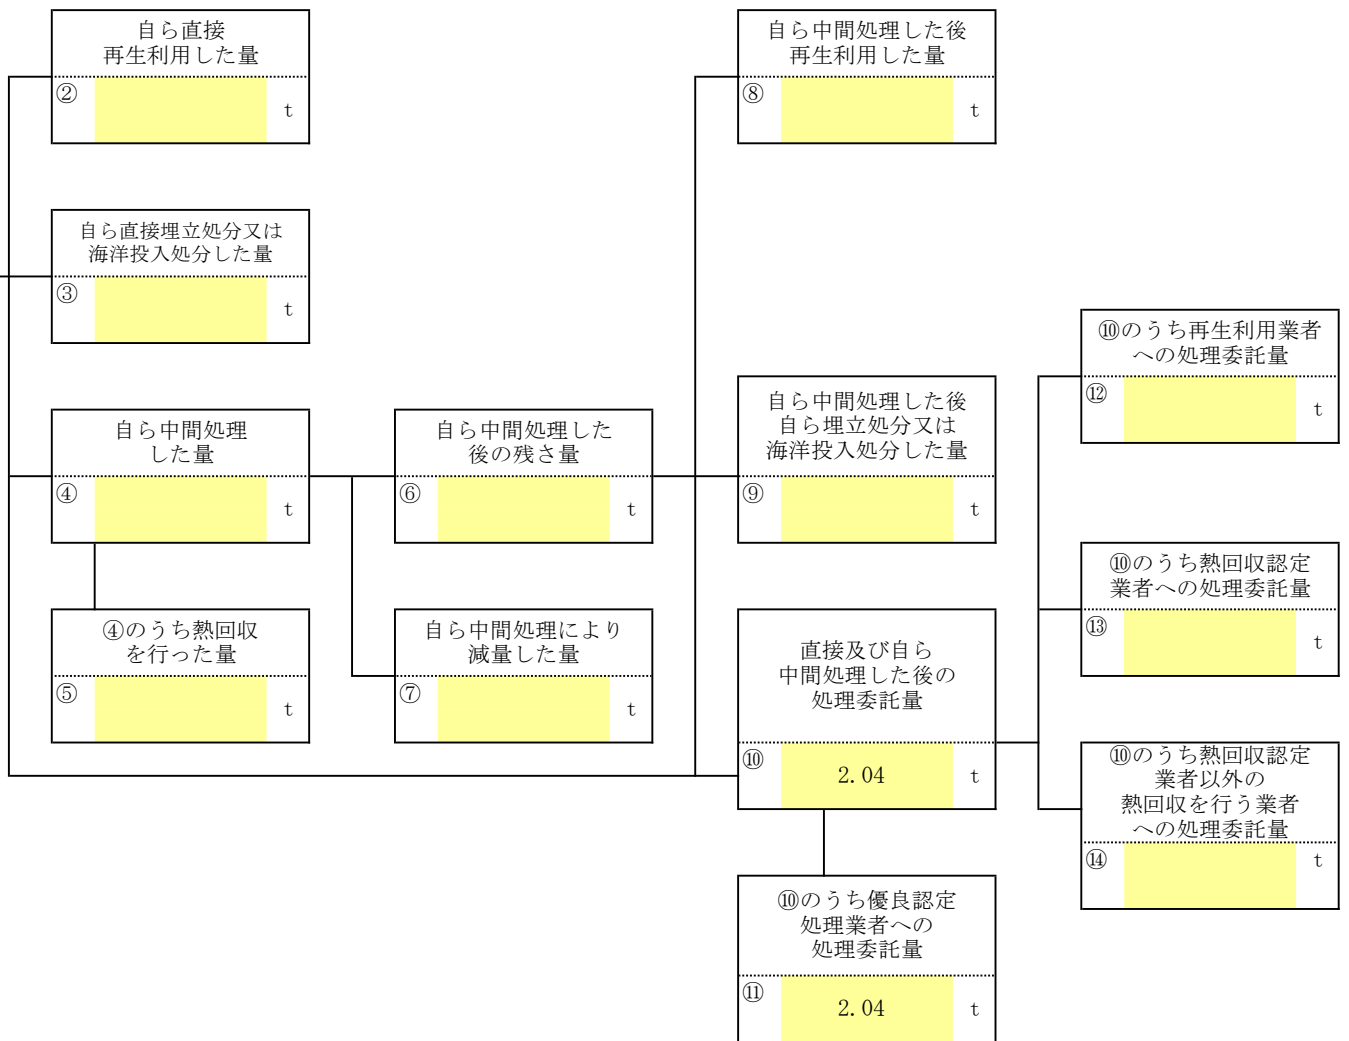 自ら直接
再生利用した量
②
t
自ら中間処理した後
再生利用した量
⑧
t
自ら直接埋立処分又は
海洋投入処分した量
③
t
⑩のうち再生利用業者
への処理委託量
⑫
t
自ら中間処理
した量
④
t
自ら中間処理した
後の残さ量
⑥
t
自ら中間処理した後
自ら埋立処分又は
海洋投入処分した量
⑨
t
⑩のうち熱回収認定
業者への処理委託量
⑬
t
④のうち熱回収
を行った量
⑤
t
自ら中間処理により
減量した量
⑦
t
直接及び自ら
中間処理した後の
処理委託量
⑩ 2.04 t
⑩のうち熱回収認定
業者以外の
熱回収を行う業者
への処理委託量
⑭
t
⑩のうち優良認定
処理業者への
処理委託量
⑪ 2.04 t